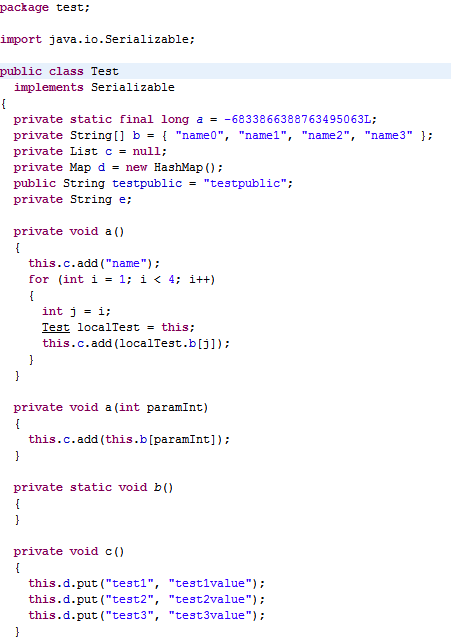 package test;
import java.io.Serializable;
public class Test
implements Serializable
{
private static final long a = -6833866388763495063L;
private String[] b = { "name0", "name1", "name2", "name3" };
private List c = null;
private Map d = new HashMap();
public String testpublic = "testpublic";
private String e;
private void a()
{
this.c.add("name");
for (int i = 1; i < 4; i++)
{
int j = i;
Test localTest = this;
this.c.add(localTest.b[j]);
}
}
private void a(int paramInt)
{
this.c.add(this.b[paramInt]);
}
private static void b()
{
}
private void c()
{
this.d.put("test1", "test1value");
this.d.put("test2", "test2value");
this.d.put("test3", "test3value");
}